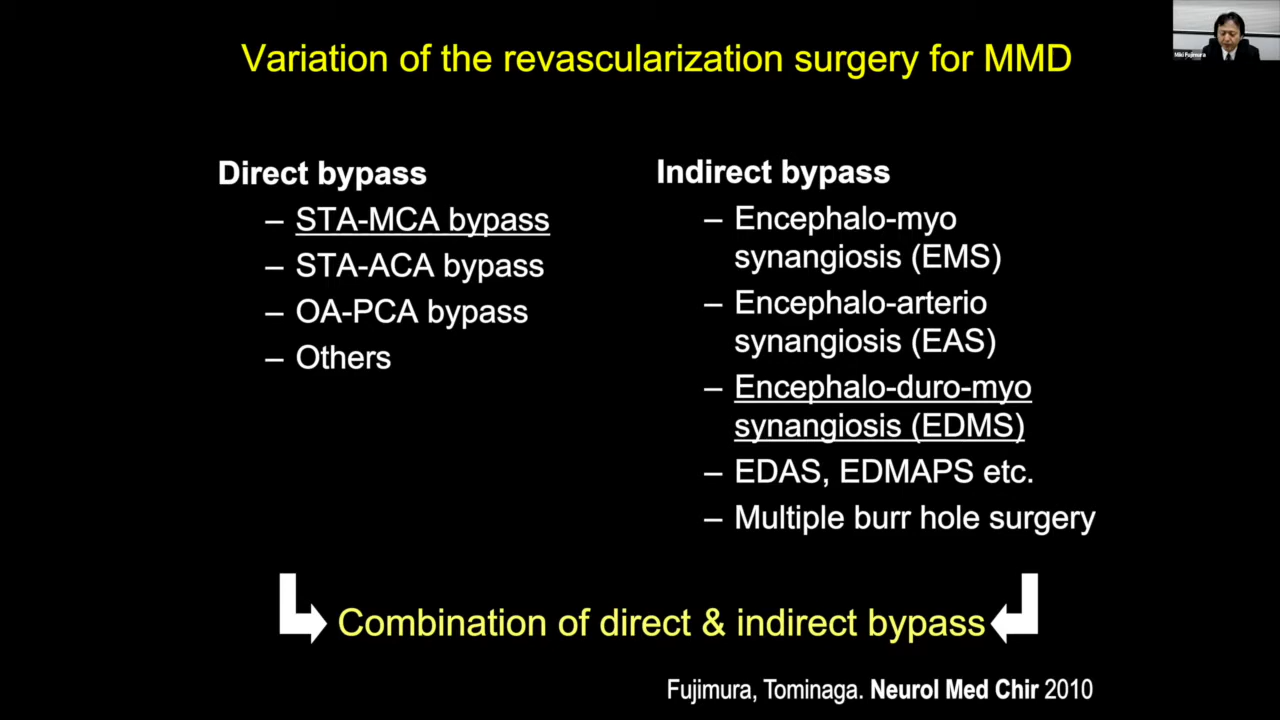 Variation of the revascularization surgery for MMD
Miki Fujimura
Direct bypass
– STA-MCA bypass
– STA-ACA bypass
– OA-PCA bypass
– Others
Indirect bypass
– Encephalo-myo
synangiosis (EMS)
– Encephalo-arterio
synangiosis (EAS)
– Encephalo-duro-myo
synangiosis (EDMS)
– EDAS, EDMAPS etc.
– Multiple burr hole surgery
Combination of direct & indirect bypass
Fujimura, Tominaga. Neurol Med Chir 2010